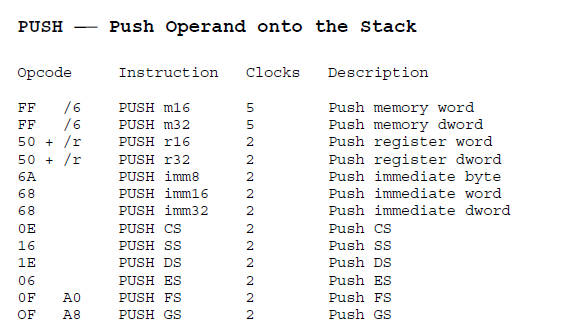 PUSH –– Push Operand onto the Stack
Opcode Instruction Clocks Description
FF /6 PUSH m16 5 Push memory word
FF /6 PUSH m32 5 Push memory dword
50 + /r PUSH r16 2 Push register word
50 + /r PUSH r32 2 Push register dword
6A PUSH imm8 2 Push immediate byte
68 PUSH imm16 2 Push immediate word
68 PUSH imm32 2 Push immediate dword
0E PUSH CS 2 Push CS
16 PUSH SS 2 Push SS
1E PUSH DS 2 Push DS
06 PUSH ES 2 Push ES
0F A0 PUSH FS 2 Push FS
OF A8 PUSH GS 2 Push GS